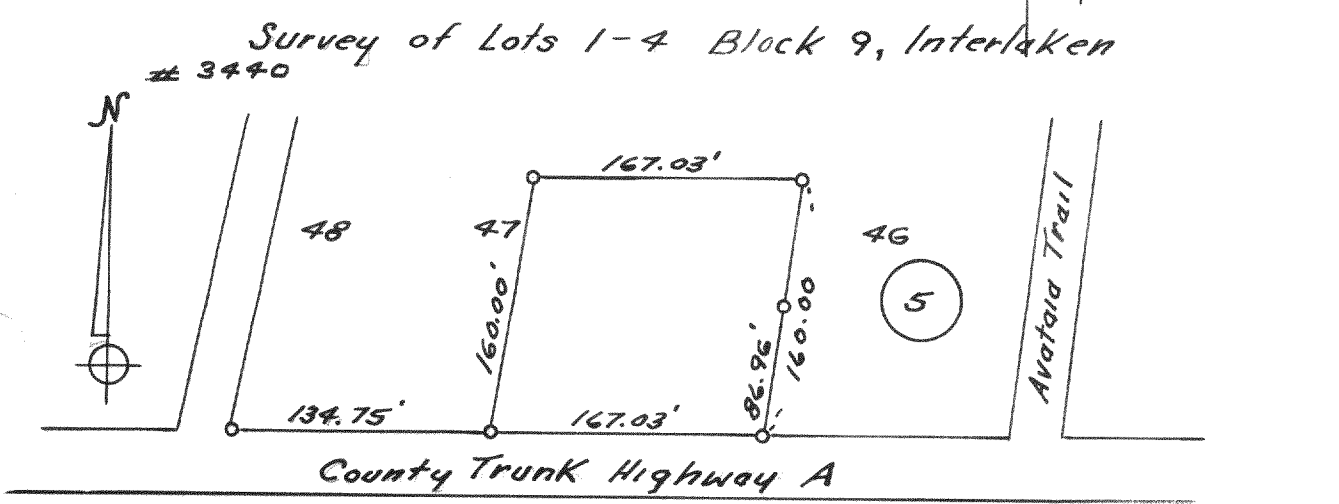 Survey of Lots 1-4 Block 9, Interlaken
# 3440
N
167.03'
48
47
46
5
160.00'
86.96'
160.00
Avatald Trail
134.75'
167.03'
County Trunk Highway A